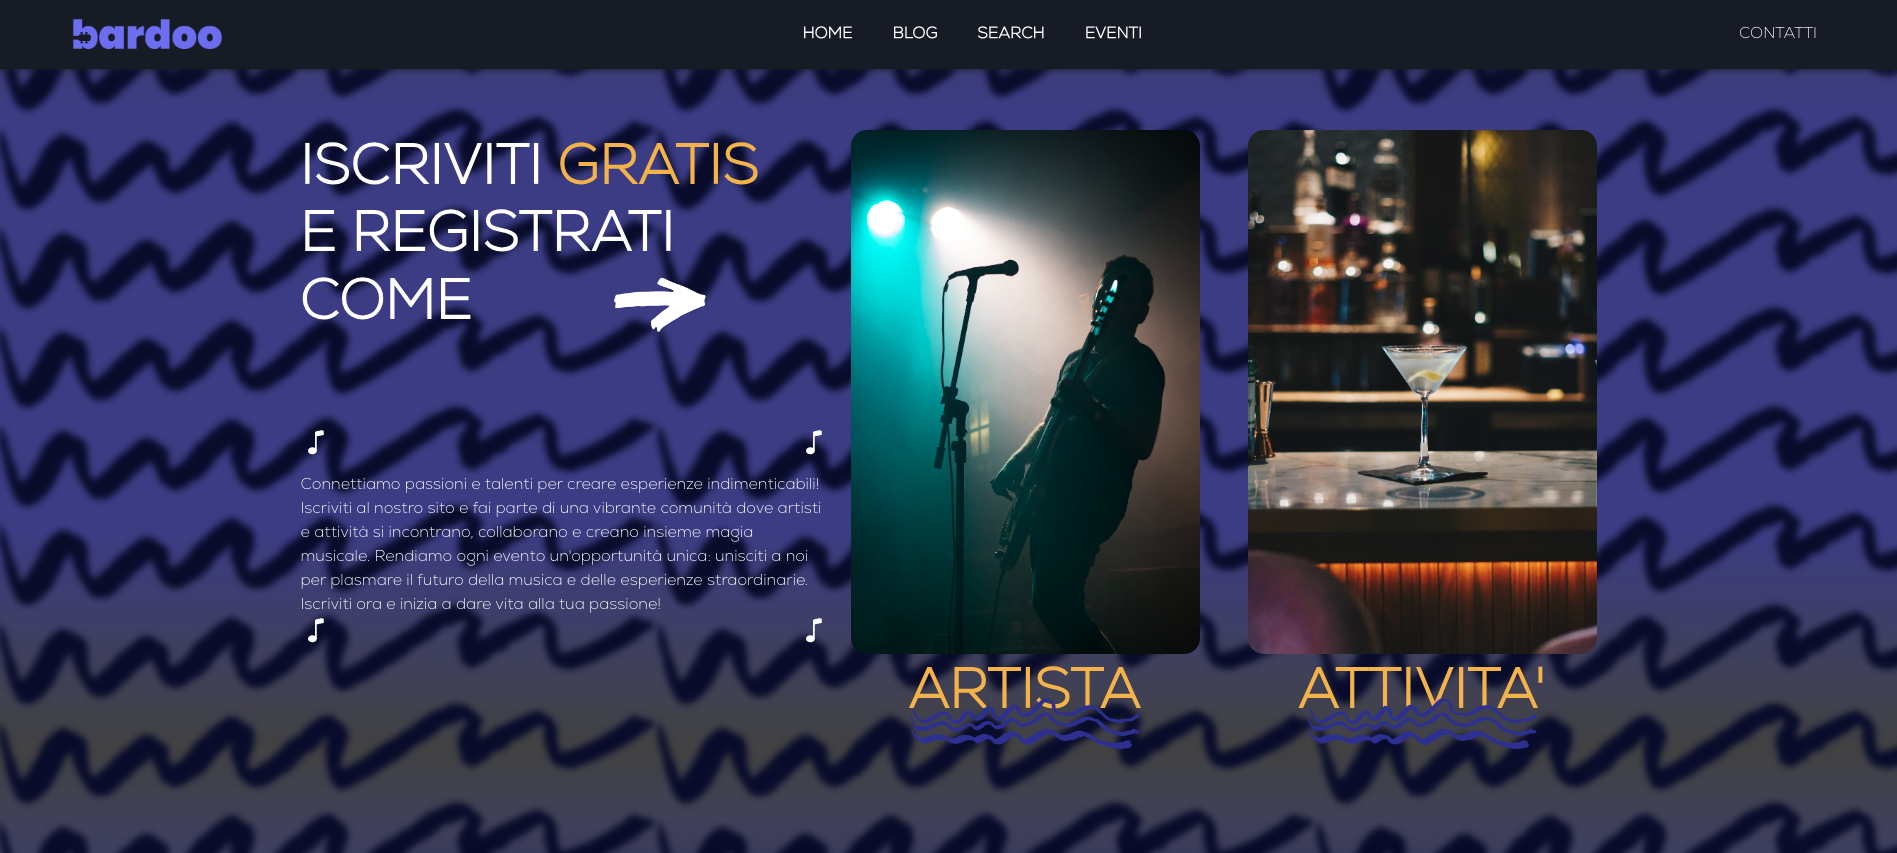 bardoo
HOME BLOG SEARCH EVENTI
CONTATTI
ISCRIVITI GRATIS
E REGISTRATI
COME
Connettiamo passioni e talenti per creare esperienze indimenticabili!
Iscriviti al nostro sito e fai parte di una vibrante comunità dove artisti
e attività si incontrano, collaborano e creano insieme magia
musicale. Rendiamo ogni evento un'opportunità unica: unisciti a noi
per plasmare il futuro della musica e delle esperienze straordinarie.
Iscriviti ora e inizia a dare vita alla tua passione!
ARTISTA
ATTIVITA'